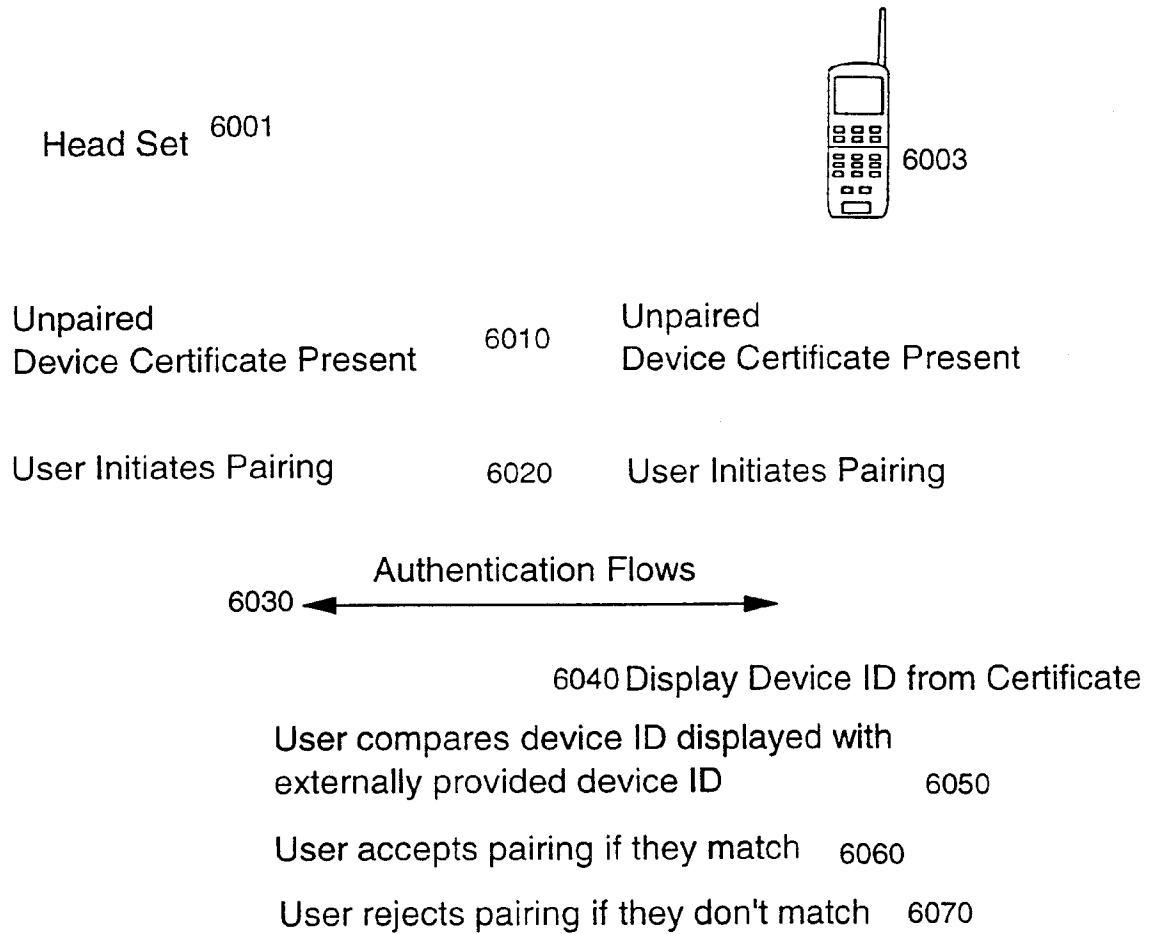 Head Set 6001
6003
Unpaired
Device Certificate Present
6010
Unpaired
Device Certificate Present
User Initiates Pairing 6020 User Initiates Pairing
Authentication Flows
6030
6040 Display Device ID from Certificate
User compares device ID displayed with
externally provided device ID 6050
User accepts pairing if they match 6060
User rejects pairing if they don't match 6070